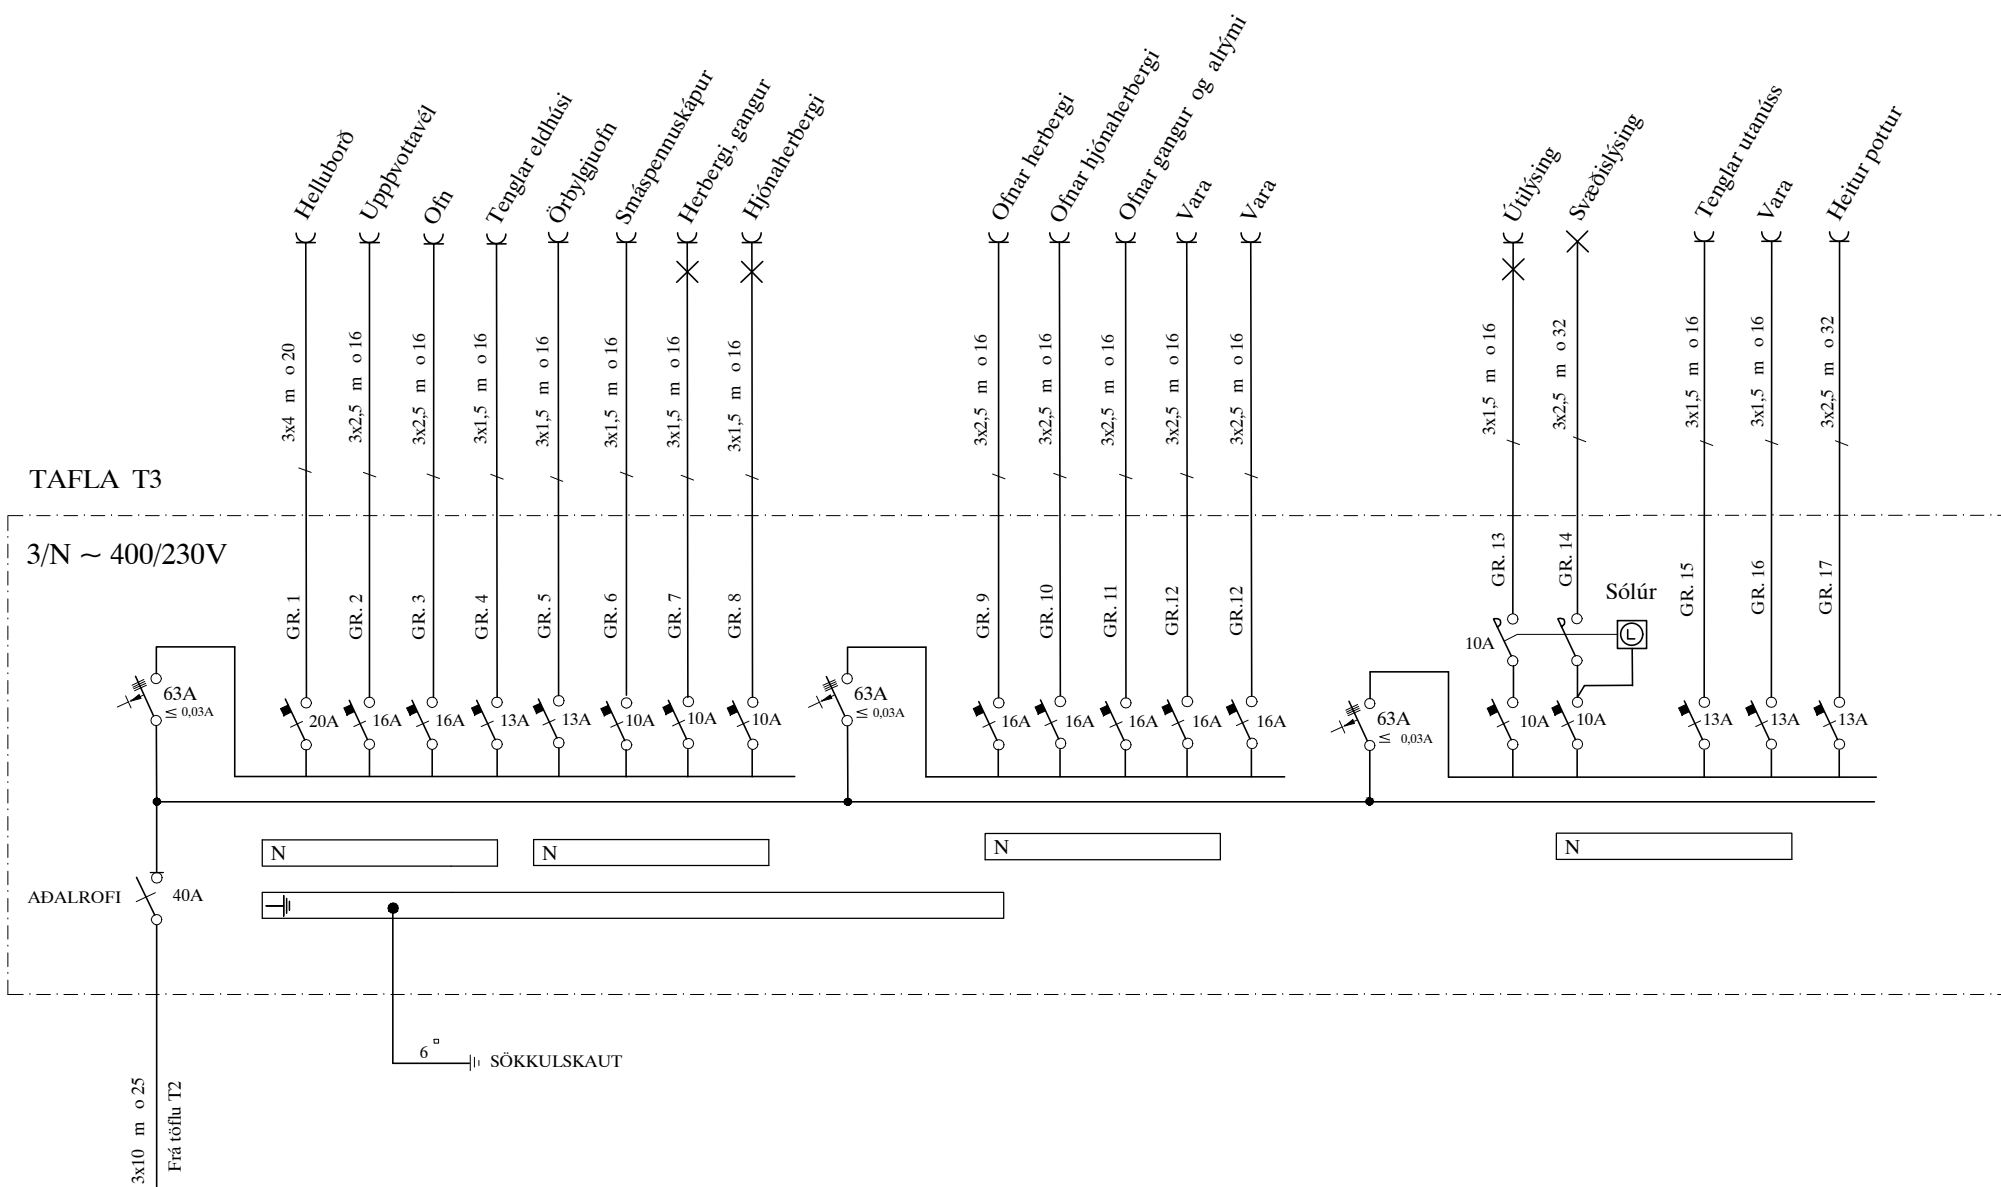 Helluborð
Uppþvottavél
Ofn
Tenglar eldhúsi
Örbylgjuofn
Smáspennuskápur
Herbergi, gangur
Hjónaherbergi
Ofnar herbergi
Ofnar hjónaherbergi
Ofnar gangur og alrými
Vara
Vara
Útilýsing
Svæðislýsing
Tenglar utanúss
Vara
Heitur pottur
3x4 m o 20
3x2,5 m o 16
3x2,5 m o 16
3x1,5 m o 16
3x1,5 m o 16
3x1,5 m o 16
3x1,5 m o 16
3x1,5 m o 16
3x2,5 m o 16
3x2,5 m o 16
3x2,5 m o 16
3x2,5 m o 16
3x2,5 m o 16
3x1,5 m o 16
3x2,5 m o 32
3x1,5 m o 16
3x1,5 m o 16
3x2,5 m o 32
TAFLA T3
3/N ~ 400/230V
GR. 1
GR. 2
GR. 3
GR. 4
GR. 5
GR. 6
GR. 7
GR. 8
GR. 9
GR. 10
GR. 11
GR.12
GR.12
GR. 13
GR. 14
GR. 15
GR. 16
GR. 17
Sólúr
L
10A
63A
≤ 0,03A
20A
16A
16A
13A
13A
10A
10A
10A
63A
≤ 0,03A
16A
16A
16A
16A
16A
63A
≤ 0,03A
10A
10A
13A
13A
13A
N
N
N
N
AÐALROFI
40A
6
SÖKKULSKAUT
3x10 m o 25
Frá töflu T2